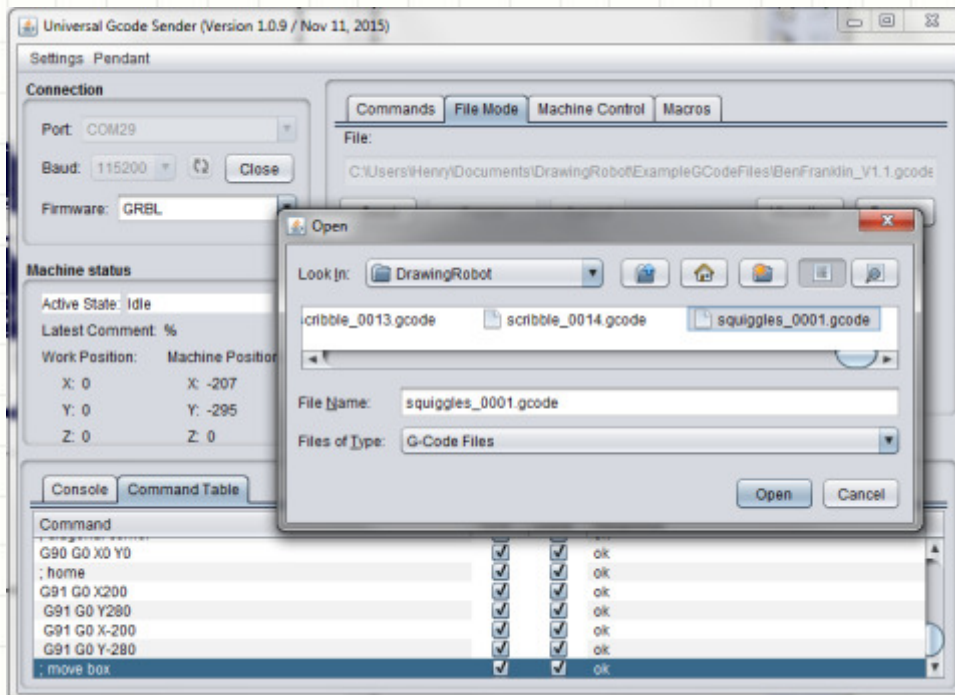 Universal Gcode Sender (Version 1.0.9 / Nov 11, 2015)
Settings Pendant
Connection
Port: COM29
Baud: 115200 Close
Firmware: GRBL
Commands File Mode Machine Control Macros
File:
C:\Users\Henry\Documents\DrawingRobot\ExampleGCodeFiles\BenFranklin_V1.1.gcode
Open
Look In: DrawingRobot
scribble_0013.gcode scribble_0014.gcode squiggles_0001.gcode
File Name: squiggles_0001.gcode
Files of Type: G-Code Files
Open Cancel
Machine status
Active State: Idle
Latest Comment: %
Work Position: Machine Position
X: 0 X: -207
Y: 0 Y: -295
Z: 0 Z: 0
Console Command Table
Command
G90 G0 X0 Y0 ok
; home ok
G91 G0 X200 ok
G91 G0 Y280 ok
G91 G0 X-200 ok
G91 G0 Y-280 ok
; move box ok